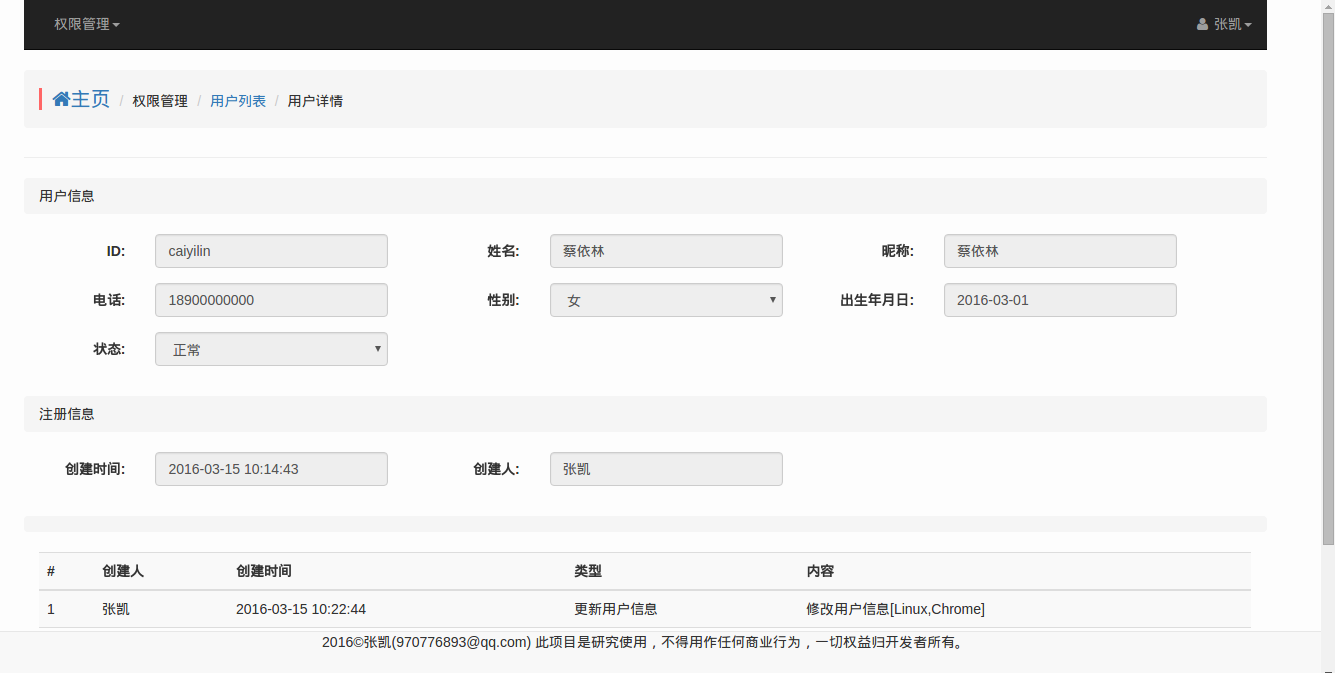 权限管理 张凯
主页 / 权限管理 / 用户列表 / 用户详情
用户信息
ID: caiyilin 姓名: 蔡依林 昵称: 蔡依林
电话: 18900000000 性别: 女 出生年月日: 2016-03-01
状态: 正常
注册信息
创建时间: 2016-03-15 10:14:43 创建人: 张凯
# 创建人 创建时间 类型 内容
1 张凯 2016-03-15 10:22:44 更新用户信息 修改用户信息[Linux,Chrome]
2016©张凯(970776893@qq.com) 此项目是研究使用，不得用作任何商业行为，一切权益归开发者所有。